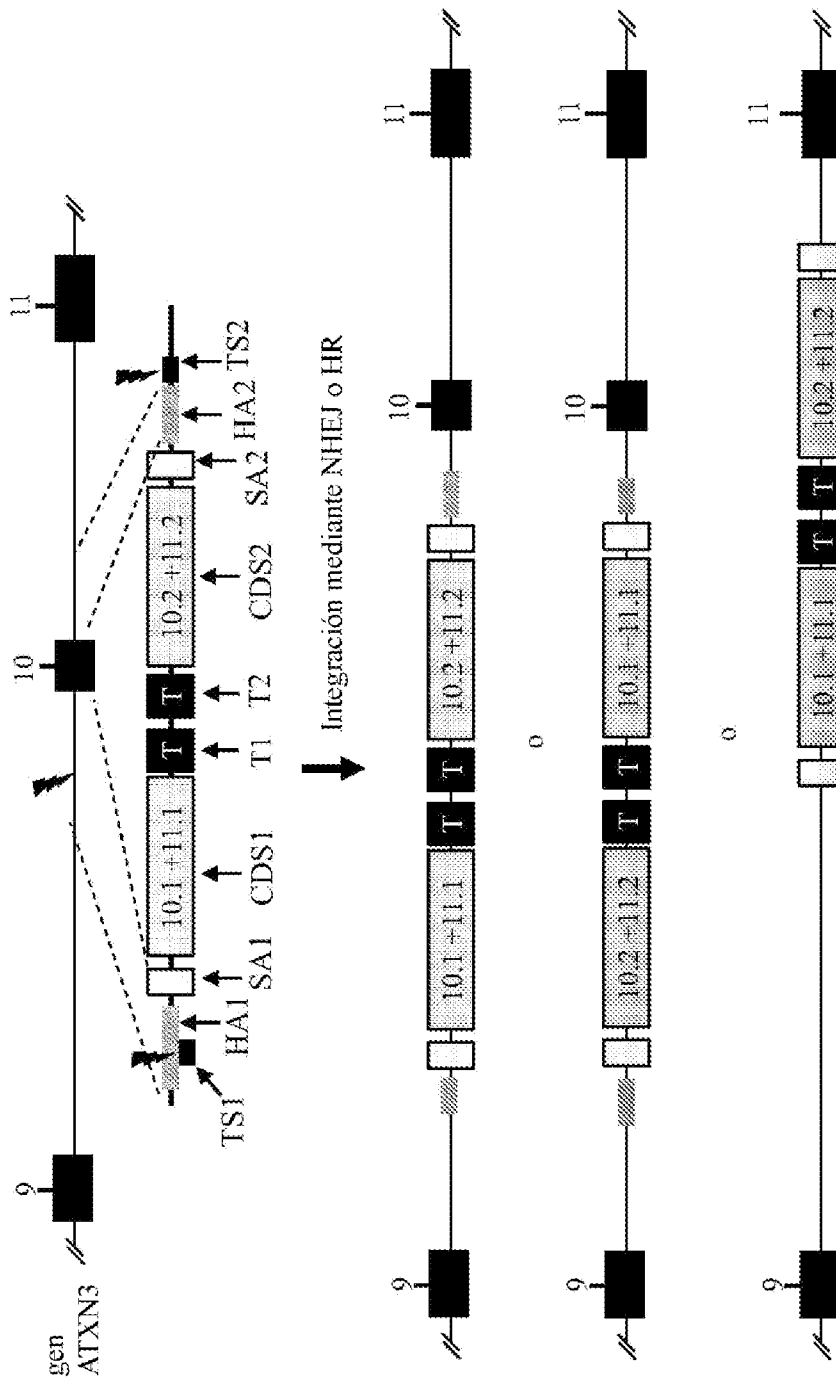 gen
ATXN3
9
10
11
10.1 +11.1
T
T
10.2 +11.2
TS1
HA1
SA1
CDS1
T1
T2
CDS2
SA2
HA2
TS2
Integración mediante NHEJ o HR
9
10.1 +11.1
T
T
10.2 +11.2
10
11
o
9
10.2 +11.2
T
T
10.1 +11.1
10
11
o
9
10.1 +11.1
T
T
10.2 +11.2
11